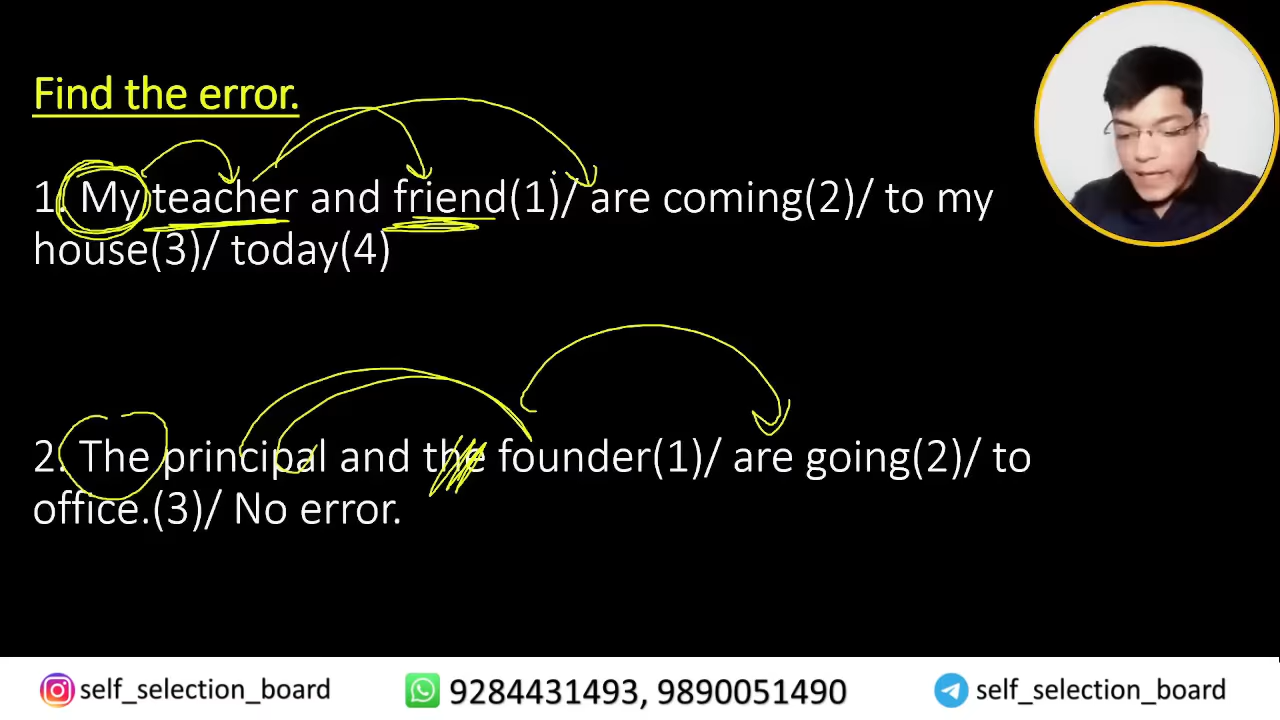 Find the error.
1. My teacher and friend(1)/ are coming(2)/ to my
house(3)/ today(4)
2. The principal and the founder(1)/ are going(2)/ to
office.(3)/ No error.
self_selection_board 9284431493, 9890051490 self_selection_board